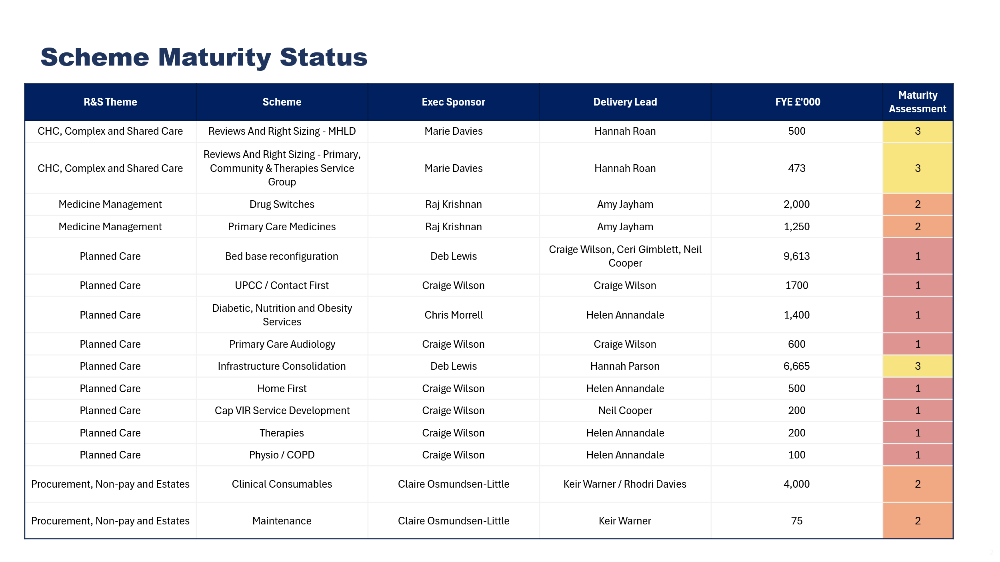 Scheme Maturity Status
R&S Theme Scheme Exec Sponsor Delivery Lead FYE £'000 Maturity Assessment
CHC, Complex and Shared Care Reviews And Right Sizing - MHLD Marie Davies Hannah Roan 500 3
CHC, Complex and Shared Care Reviews And Right Sizing - Primary, Community & Therapies Service Group Marie Davies Hannah Roan 473 3
Medicine Management Drug Switches Raj Krishnan Amy Jayham 2,000 2
Medicine Management Primary Care Medicines Raj Krishnan Amy Jayham 1,250 2
Planned Care Bed base reconfiguration Deb Lewis Craige Wilson, Ceri Gimblett, Neil Cooper 9,613 1
Planned Care UPCC / Contact First Craige Wilson Craige Wilson 1700 1
Planned Care Diabetic, Nutrition and Obesity Services Chris Morrell Helen Annandale 1,400 1
Planned Care Primary Care Audiology Craige Wilson Craige Wilson 600 1
Planned Care Infrastructure Consolidation Deb Lewis Hannah Parson 6,665 3
Planned Care Home First Craige Wilson Helen Annandale 500 1
Planned Care Cap VIR Service Development Craige Wilson Neil Cooper 200 1
Planned Care Therapies Craige Wilson Helen Annandale 200 1
Planned Care Physio / COPD Craige Wilson Helen Annandale 100 1
Procurement, Non-pay and Estates Clinical Consumables Claire Osmundsen-Little Keir Warner / Rhodri Davies 4,000 2
Procurement, Non-pay and Estates Maintenance Claire Osmundsen-Little Keir Warner 75 2
2